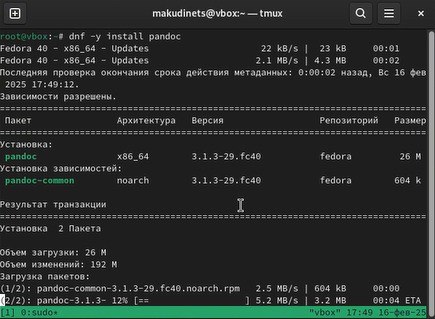 makudinets@vbox:~ — tmux
root@vbox:~# dnf -y install pandoc
Fedora 40 - x86_64 - Updates 22 kB/s | 23 kB 00:01
Fedora 40 - x86_64 - Updates 2.1 MB/s | 4.3 MB 00:02
Последняя проверка окончания срока действия метаданных: 0:00:02 назад, Вс 16 фев
2025 17:49:12.
Зависимости разрешены.
================================================================================
Пакет Архитектура Версия Репозиторий Размер
================================================================================
Установка:
pandoc x86_64 3.1.3-29.fc40 fedora 26 M
Установка зависимостей:
pandoc-common noarch 3.1.3-29.fc40 fedora 604 k
Результат транзакции
================================================================================
Установка 2 Пакета
Объем загрузки: 26 M
Объем изменений: 192 M
Загрузка пакетов:
(1/2): pandoc-common-3.1.3-29.fc40.noarch.rpm 2.5 MB/s | 604 kB 00:00
(2/2): pandoc-3.1.3- 12% [== ] 5.2 MB/s | 3.2 MB 00:04 ETA
[1] 0:sudo* "vbox" 17:49 16-фев-25